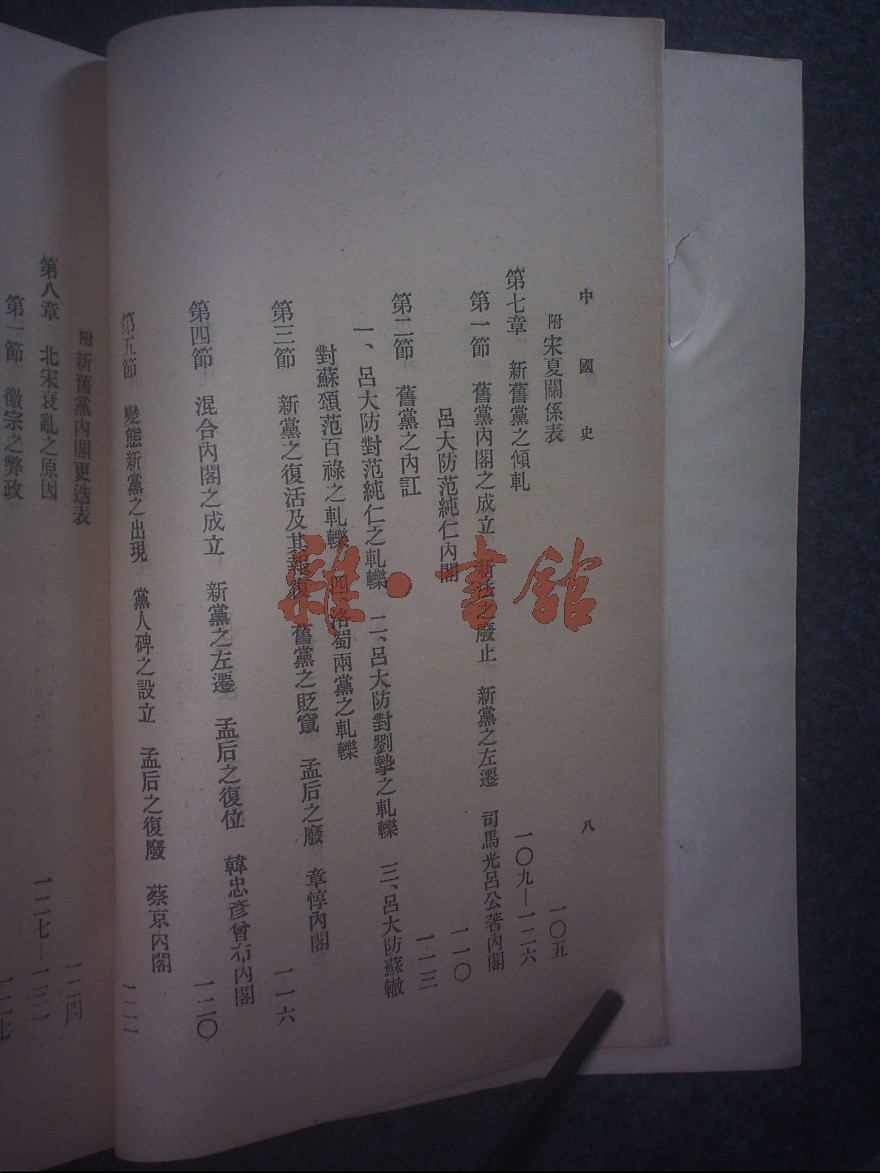 中國史 八
附 宋夏關係表 一〇五
第七章 新舊黨之傾軋 一〇九—一二六
第一節 舊黨內閣之成立 新法之廢止 新黨之左遷 司馬光呂公著內閣
呂大防范純仁內閣 一一〇
第二節 舊黨之內訌 一一三
一、呂大防對范純仁之軋轢 二、呂大防對劉摯之軋轢 三、呂大防蘇轍
對蘇頌范百祿之軋轢 四、洛蜀兩黨之軋轢
第三節 新黨之復活及其報復 舊黨之貶竄 孟后之廢 章惇內閣 一一六
第四節 混合內閣之成立 新黨之左遷 孟后之復位 韓忠彥曾布內閣 一二〇
第五節 變態新黨之出現 黨人碑之設立 孟后之復廢 蔡京內閣
附 新舊黨內閣更迭表 一二四
第八章 北宋衰亂之原因
第一節 徽宗之弊政 一二七
雜·書館